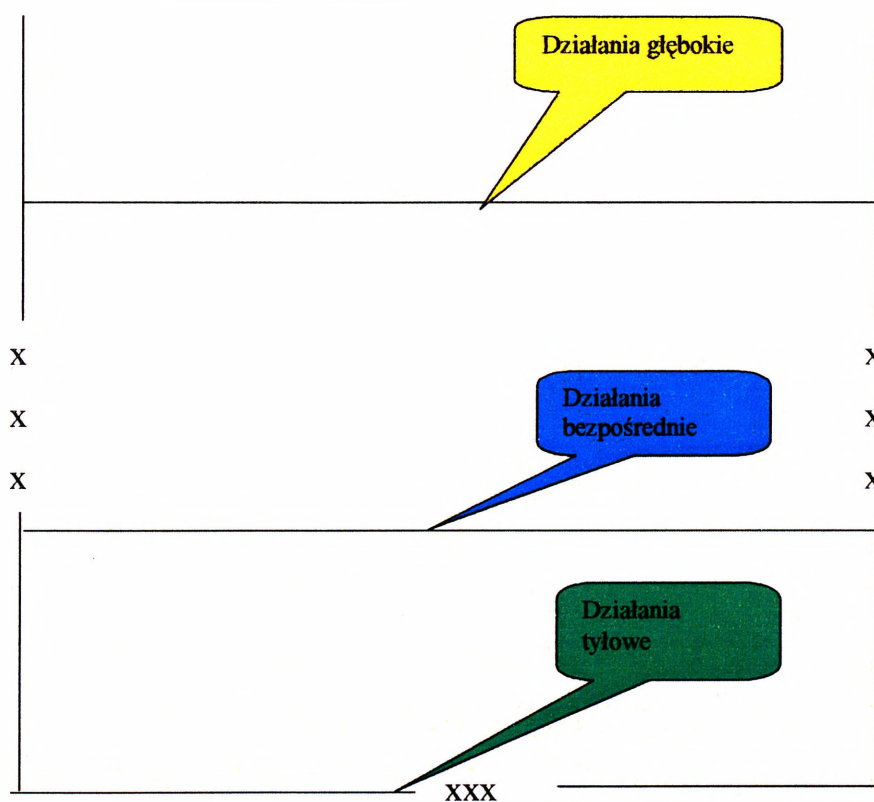 Działania głębokie
X
X
X
X
X
X
Działania
bezpośrednie
Działania
tyłowe
XXX